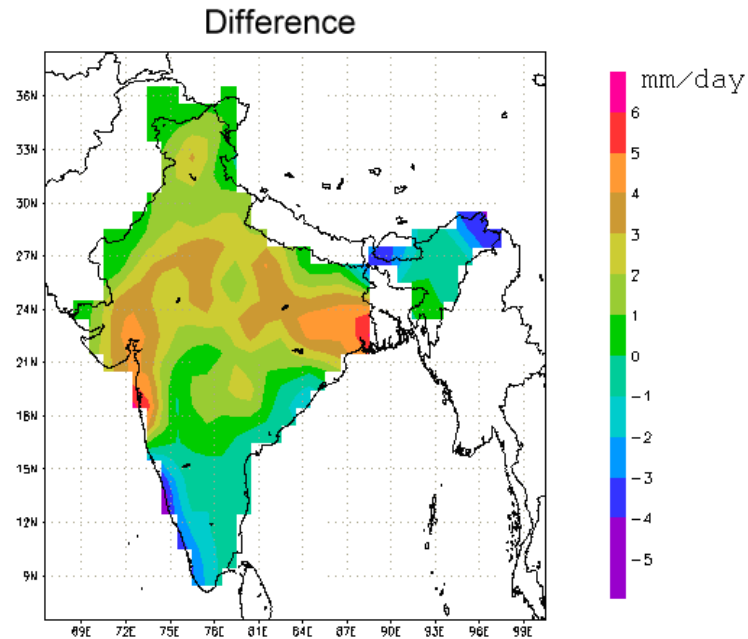 Difference
mm/day
36N
33N
30N
27N
24N
21N
18N
15N
12N
9N
69E 72E 75E 78E 81E 84E 87E 90E 93E 96E 99E
6
5
4
3
2
1
0
-1
-2
-3
-4
-5